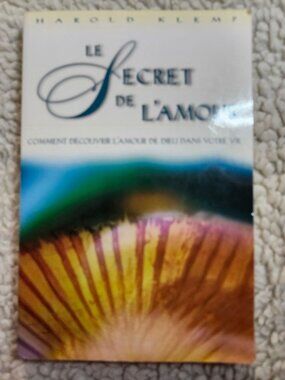 HAROLD KLEMP
LE
SECRET
DE L'AMOUR
COMMENT DÉCOUVRIR L'AMOUR DE DIEU DANS VOTRE VIE